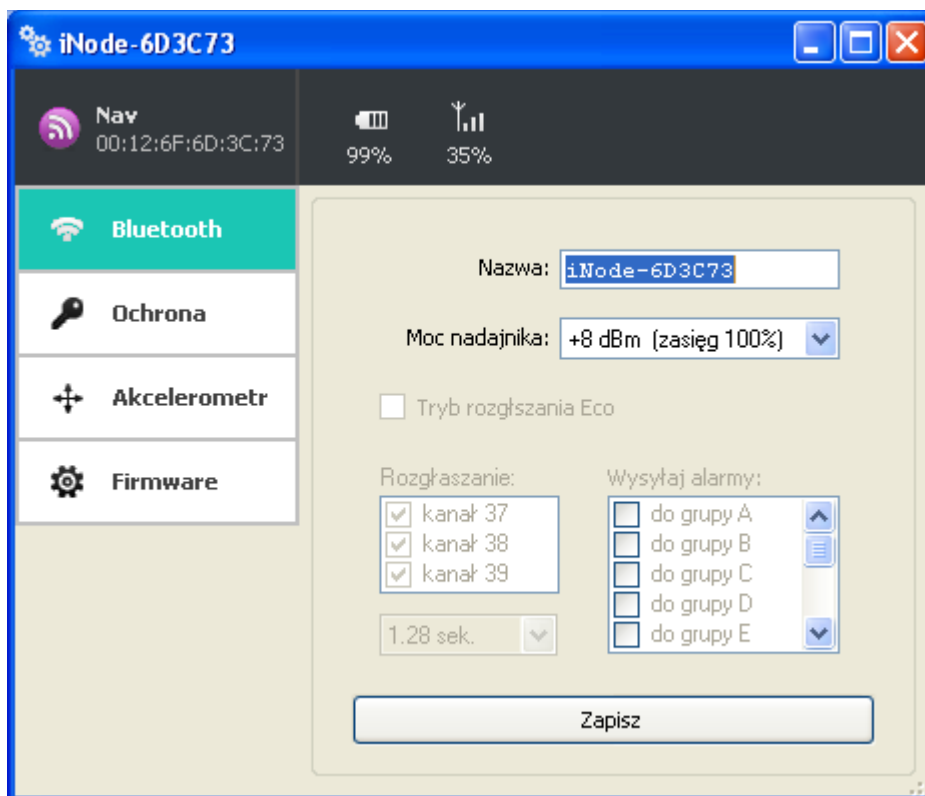 iNode-6D3C73
Nav
00:12:6F:6D:3C:73
99%
35%
Bluetooth
Ochrona
Akcelerometr
Firmware
Nazwa: iNode-6D3C73
Moc nadajnika: +8 dBm (zasięg 100%)
Tryb rozgłszania Eco
Rozgłaszanie:
kanał 37
kanał 38
kanał 39
1.28 sek.
Wysyłaj alarmy:
do grupy A
do grupy B
do grupy C
do grupy D
do grupy E
Zapisz